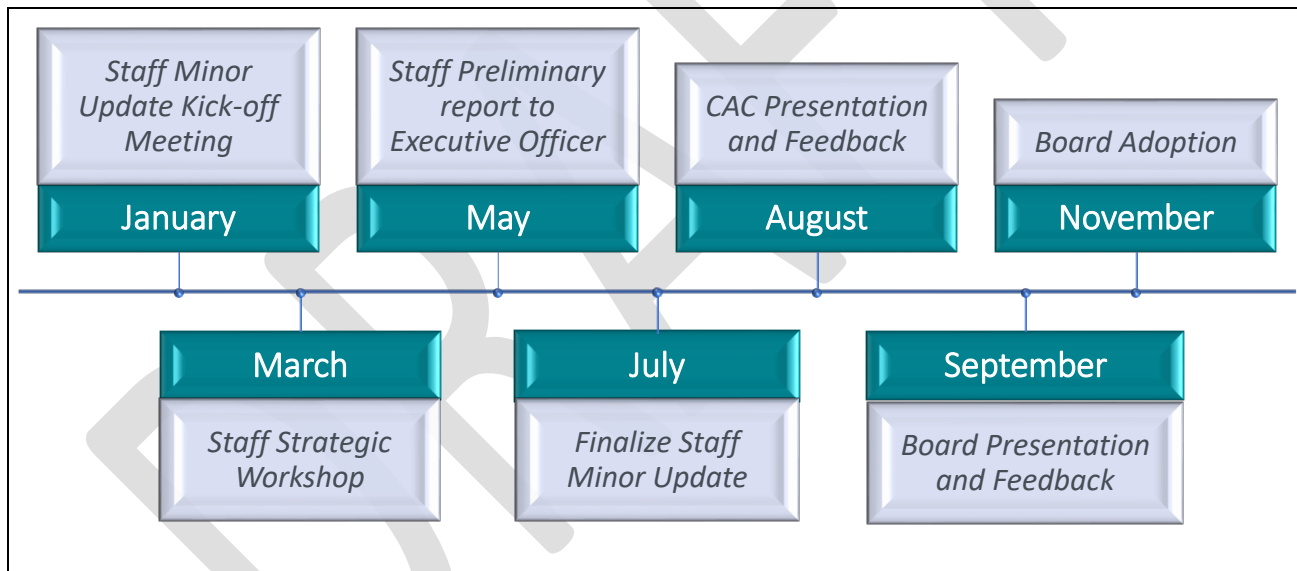 Staff Minor
Update Kick-off
Meeting
January
Staff Preliminary
report to
Executive Officer
May
CAC Presentation
and Feedback
August
Board Adoption
November
March
Staff Strategic
Workshop
July
Finalize Staff
Minor Update
September
Board Presentation
and Feedback